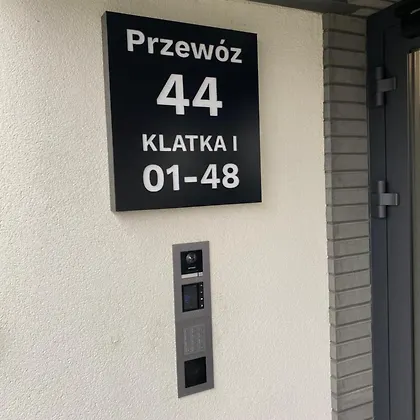 Przewóz
44
KLATKA I
01-48